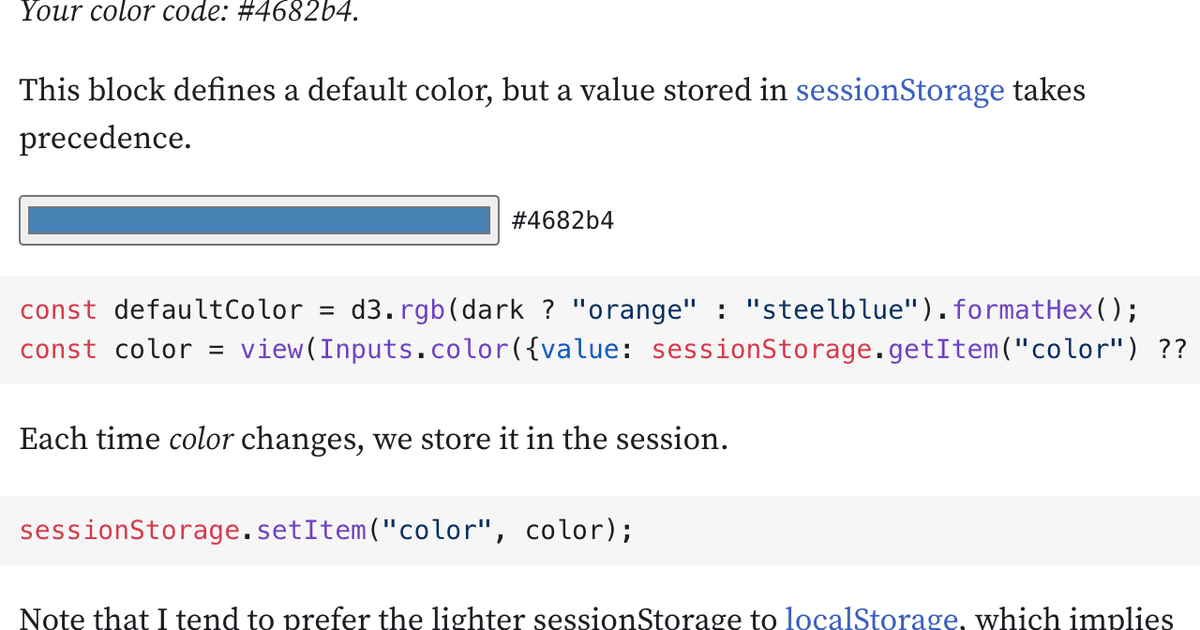 Your color code: #4682b4.
This block defines a default color, but a value stored in sessionStorage takes
precedence.
#4682b4
const defaultColor = d3.rgb(dark ? "orange" : "steelblue").formatHex();
const color = view(Inputs.color({value: sessionStorage.getItem("color") ??
Each time color changes, we store it in the session.
sessionStorage.setItem("color", color);
Note that I tend to prefer the lighter sessionStorage to localStorage, which implies